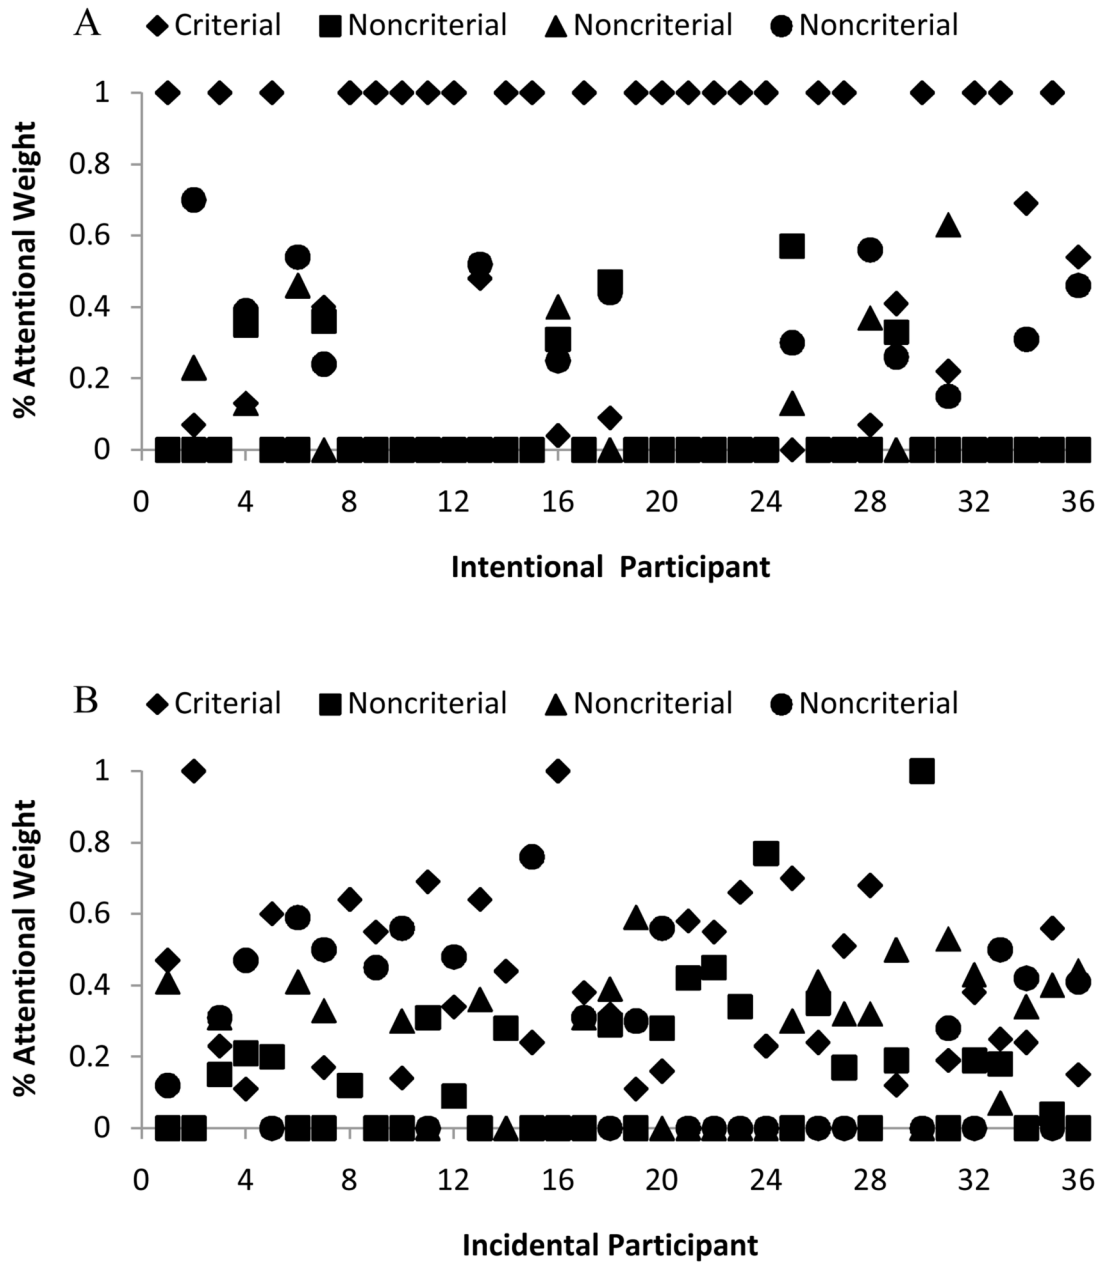 A
Criterial Noncriterial Noncriterial Noncriterial
% Attentional Weight
1
0.8
0.6
0.4
0.2
0
0 4 8 12 16 20 24 28 32 36
Intentional Participant
B
Criterial Noncriterial Noncriterial Noncriterial
% Attentional Weight
1
0.8
0.6
0.4
0.2
0
0 4 8 12 16 20 24 28 32 36
Incidental Participant